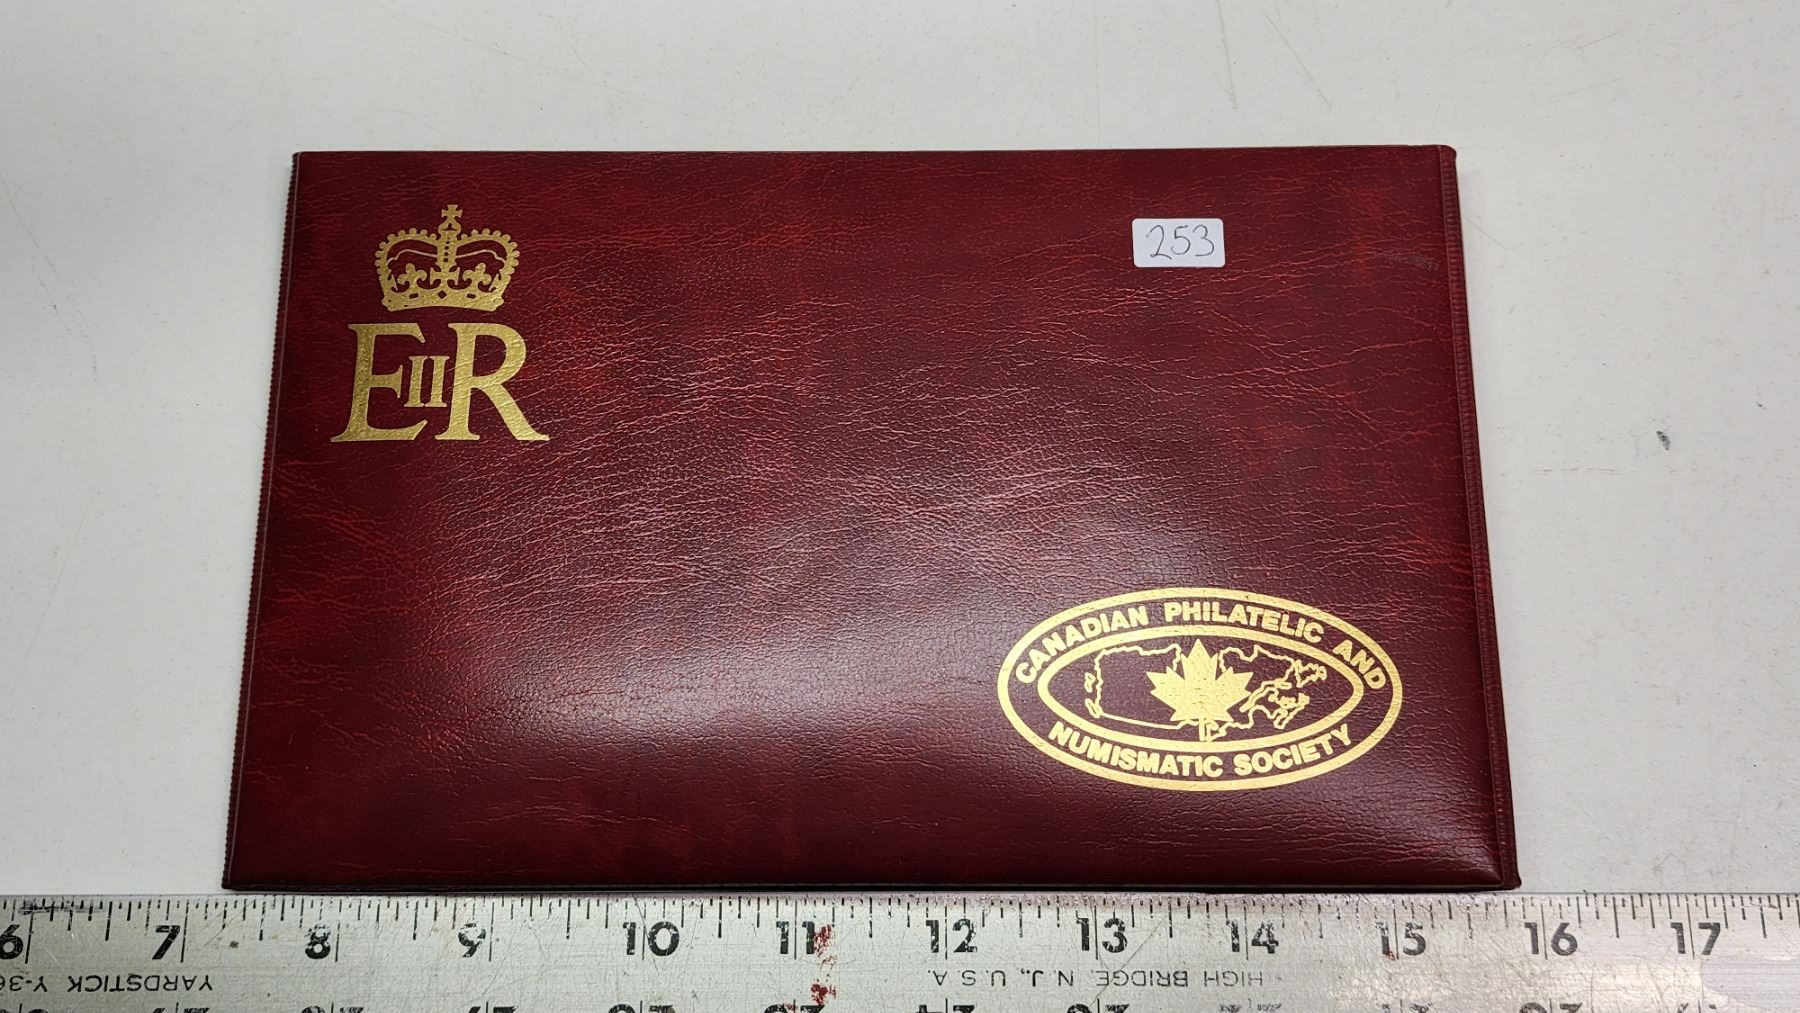 253
EIIR
CANADIAN PHILATELIC AND
NUMISMATIC SOCIETY
6 7 8 9 10 11 12 13 14 15 16 17
YARDSTICK Y-36 HIGH BRIDGE, N.J., U.S.A.